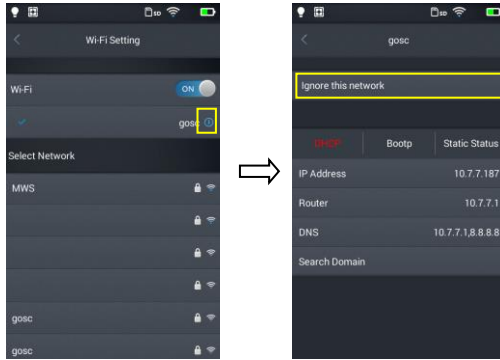 SD
Wi-Fi Setting
Wi-Fi
ON
gosc
Select Network
MWS
gosc
gosc
SD
gosc
Ignore this network
DHCP Bootp Static Status
IP Address 10.7.7.187
Router 10.7.7.1
DNS 10.7.7.1,8.8.8.8
Search Domain